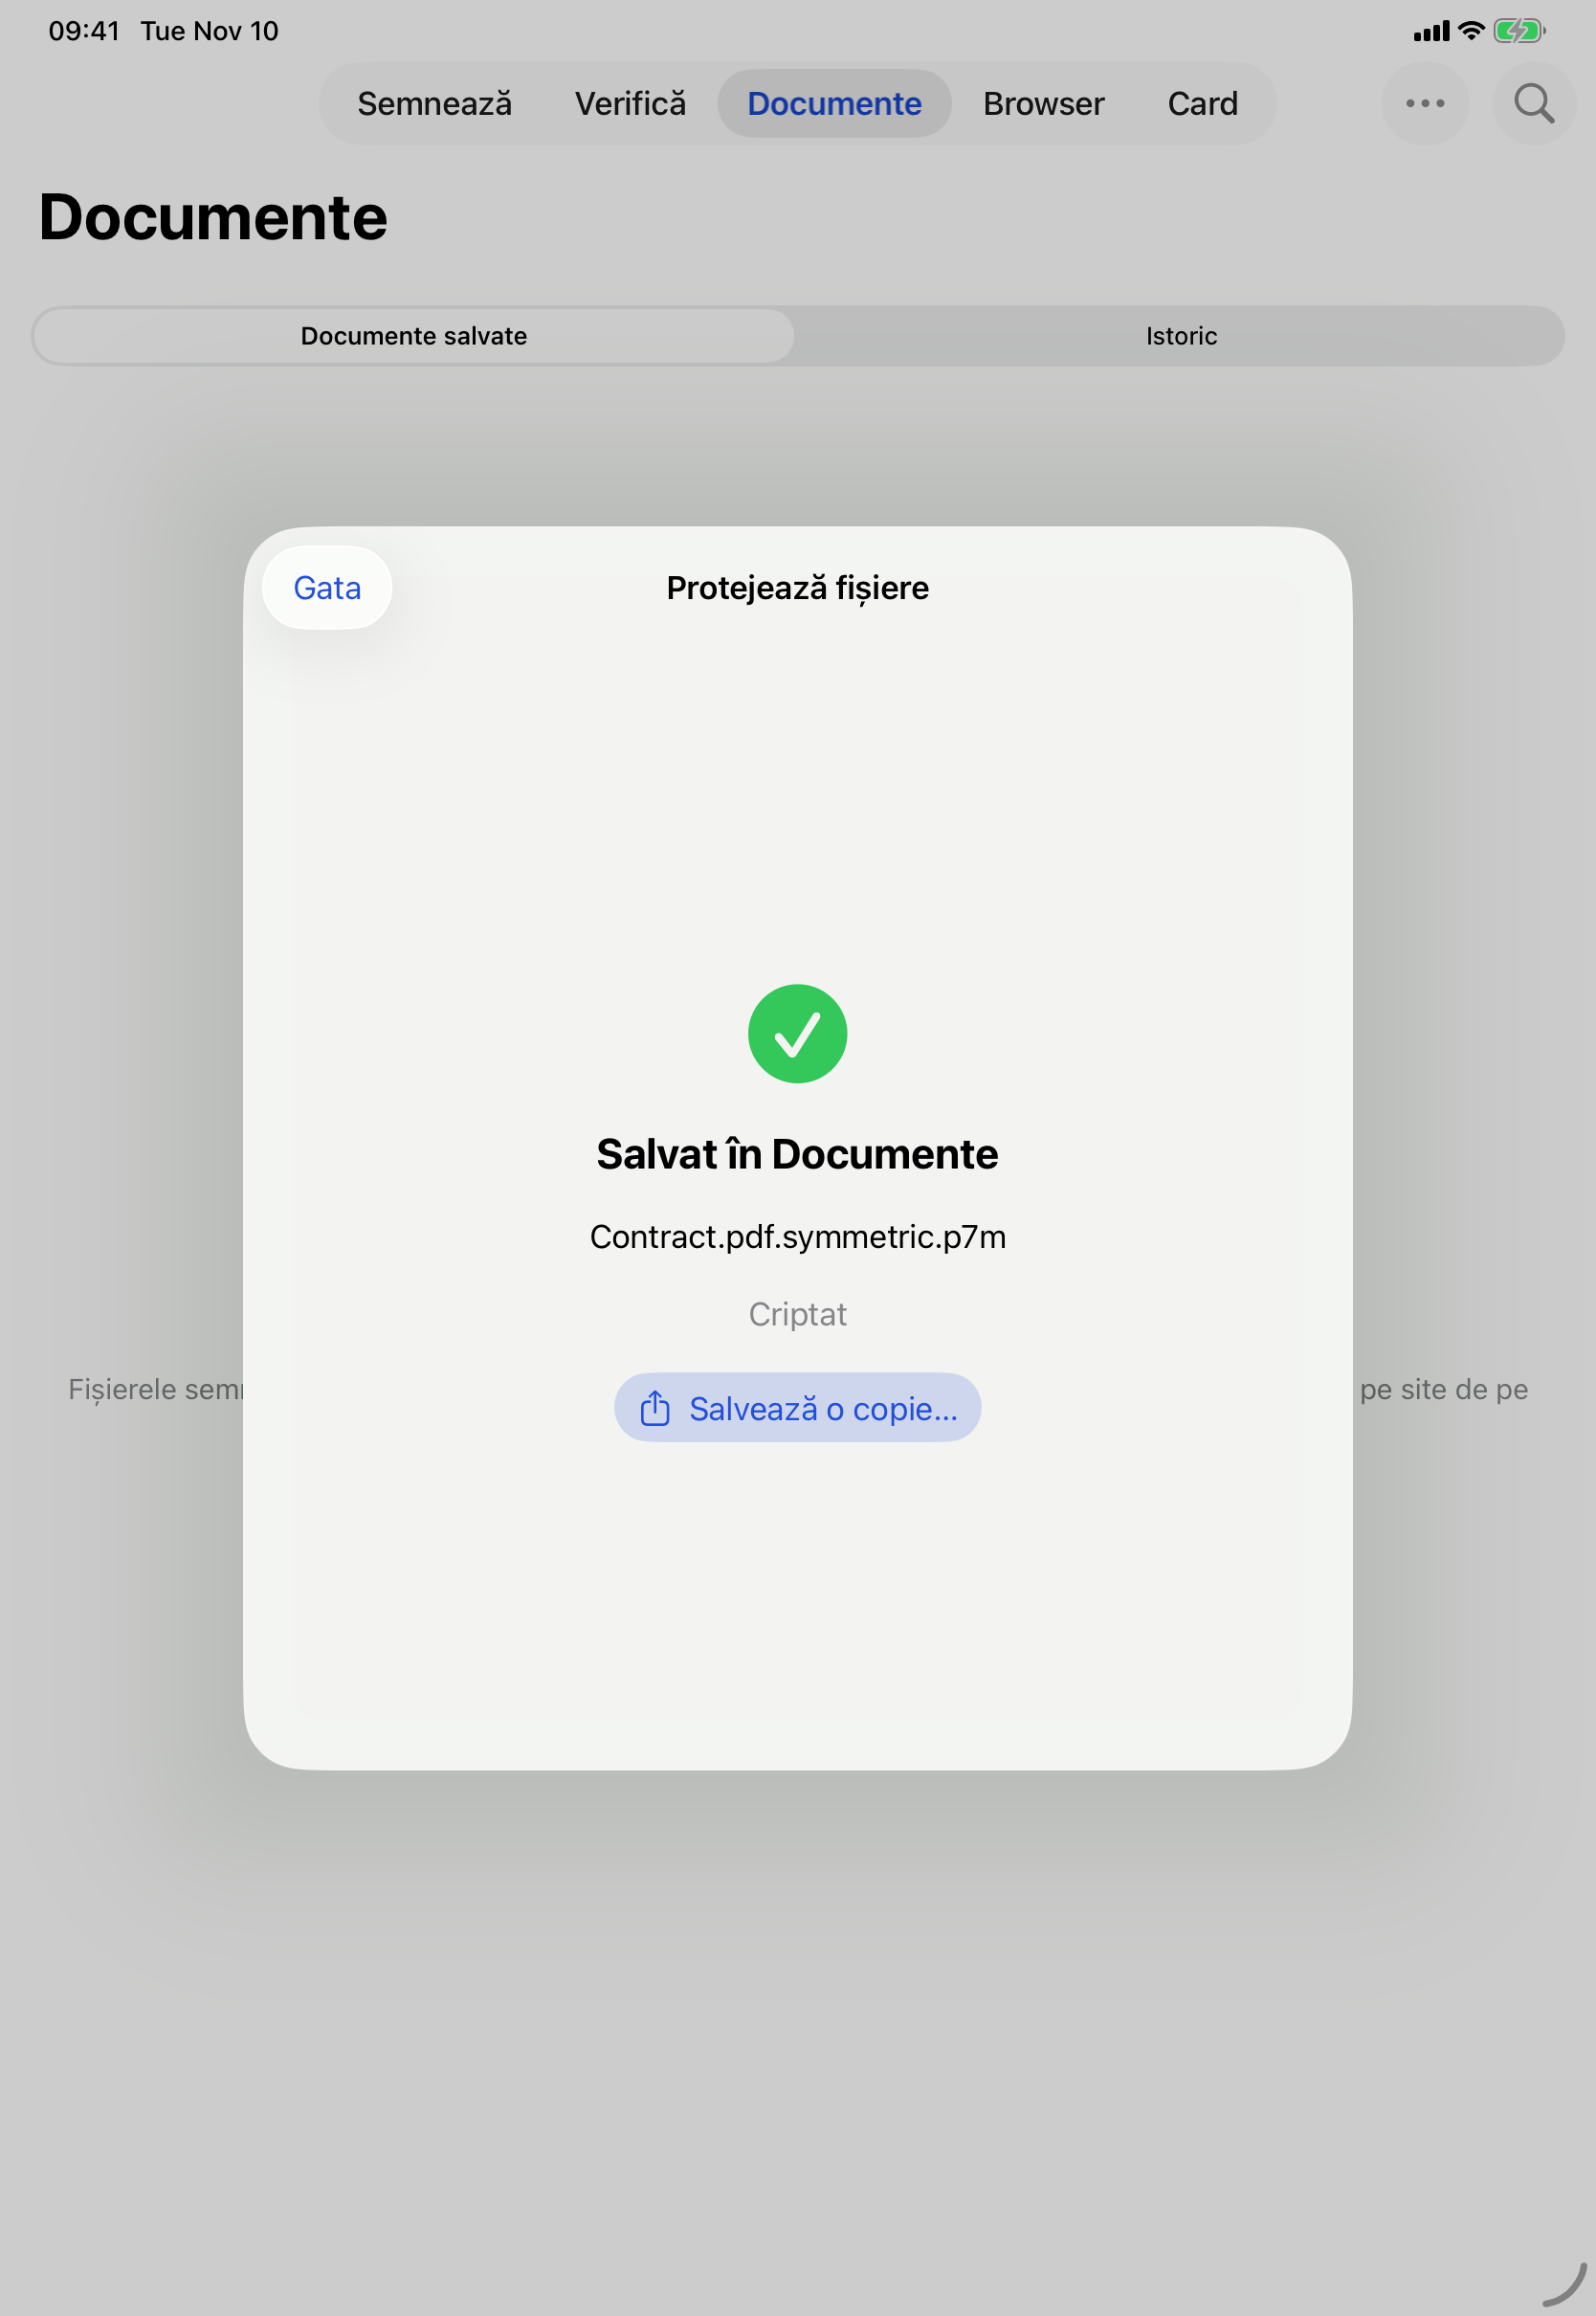 09:41 Tue Nov 10
Semnează Verifică Documente Browser Card
Documente
Documente salvate Istoric
Gata Protejează fișiere
Salvat în Documente
Contract.pdf.symmetric.p7m
Criptat
Fișierele pe site de pe
Salvează o copie...